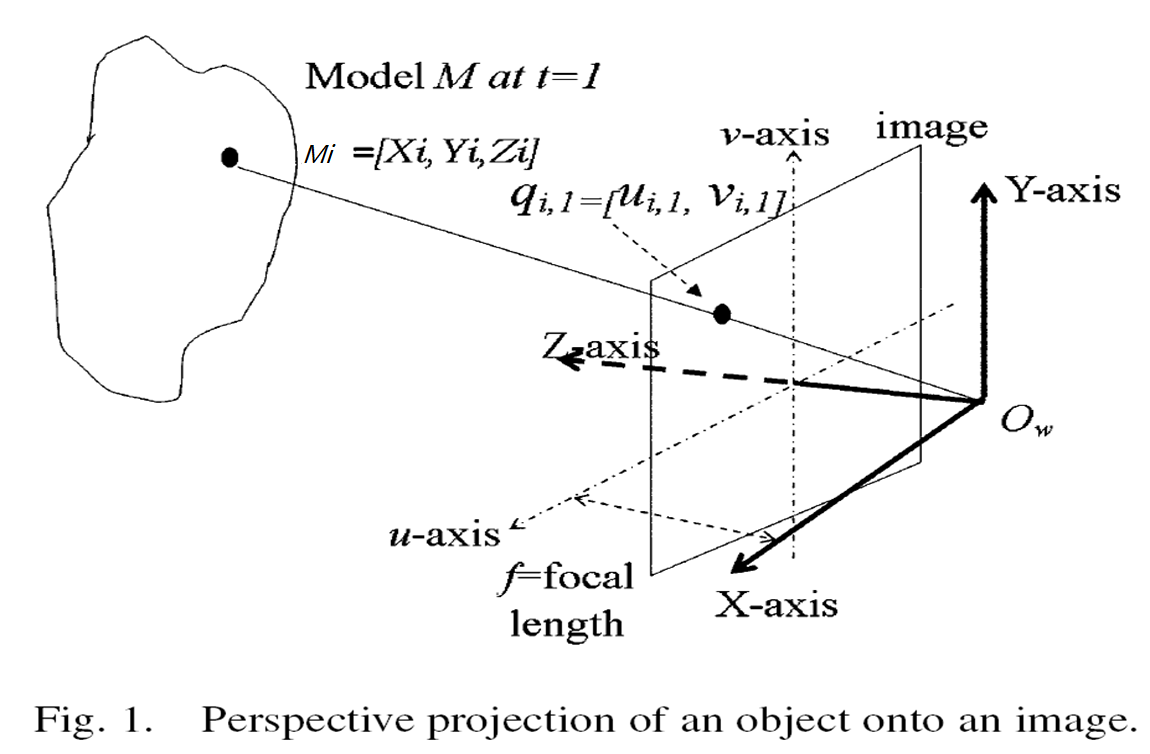 Model M at t=1
Mi =[Xi, Yi,Zi]
v-axis
image
qi,1=[ui,1, vi,1]
Y-axis
Z-axis
Ow
u-axis
f=focal
length
X-axis
Fig. 1. Perspective projection of an object onto an image.